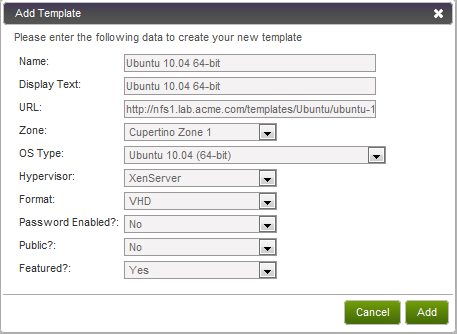 Add Template
Please enter the following data to create your new template
Name: Ubuntu 10.04 64-bit
Display Text: Ubuntu 10.04 64-bit
URL: http://nfs1.lab.acme.com/templates/Ubuntu/ubuntu-1
Zone: Cupertino Zone 1
OS Type: Ubuntu 10.04 (64-bit)
Hypervisor: XenServer
Format: VHD
Password Enabled?: No
Public?: No
Featured?: Yes
Cancel Add